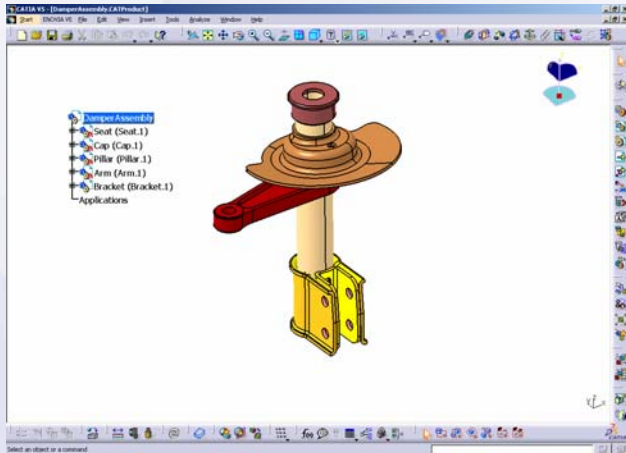 CATIA V5 - [DamperAssembly.CATProduct]
Start ENOVIA V5 File Edit View Insert Tools Analyze Window Help
DamperAssembly
Seat (Seat.1)
Cap (Cap.1)
Pillar (Pillar.1)
Arm (Arm.1)
Bracket (Bracket.1)
Applications
Select an object or a command